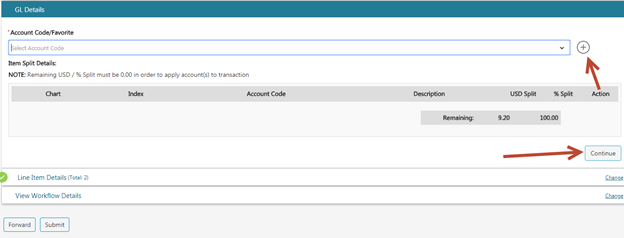 GL Details
*Account Code/Favorite
Select Account Code
Item Split Details:
NOTE: Remaining USD / % Split must be 0.00 in order to apply account(s) to transaction
Chart Index Account Code Description USD Split % Split Action
Remaining: 9.20 100.00
Continue
Line Item Details (Total: 2) Change
View Workflow Details Change
Forward Submit